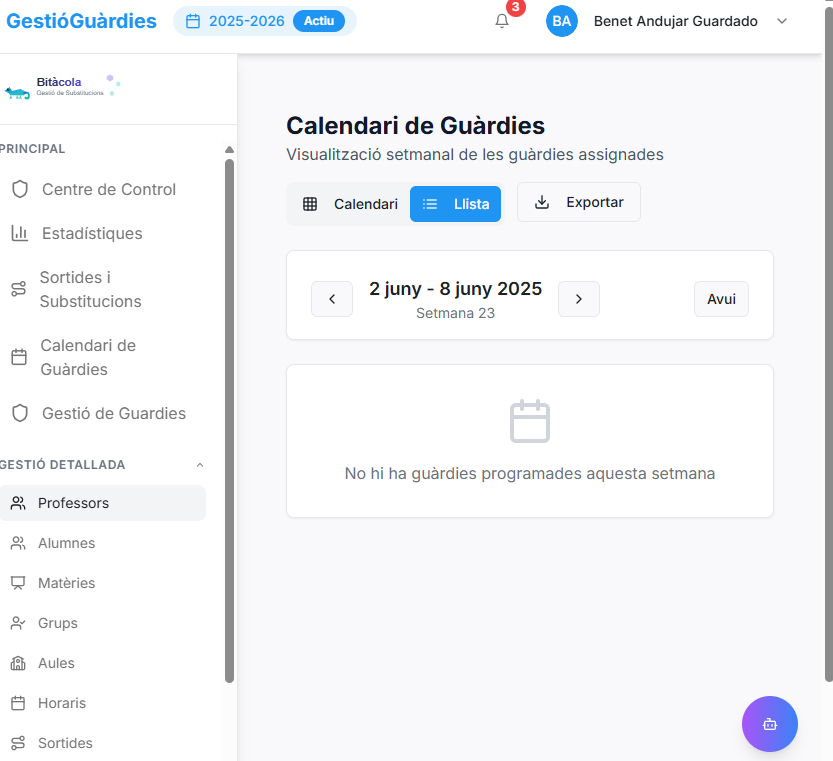 GestióGuàrdies
2025-2026 Actiu
3
BA Benet Andujar Guardado
Bitàcola
Gestió de Substitucions
PRINCIPAL
Centre de Control
Estadístiques
Sortides i
Substitucions
Calendari de
Guàrdies
Gestió de Guardies
GESTIÓ DETALLADA
Professors
Alumnes
Matèries
Grups
Aules
Horaris
Sortides
Calendari de Guàrdies
Visualització setmanal de les guàrdies assignades
Calendari Llista Exportar
2 juny - 8 juny 2025
Setmana 23
Avui
No hi ha guàrdies programades aquesta setmana